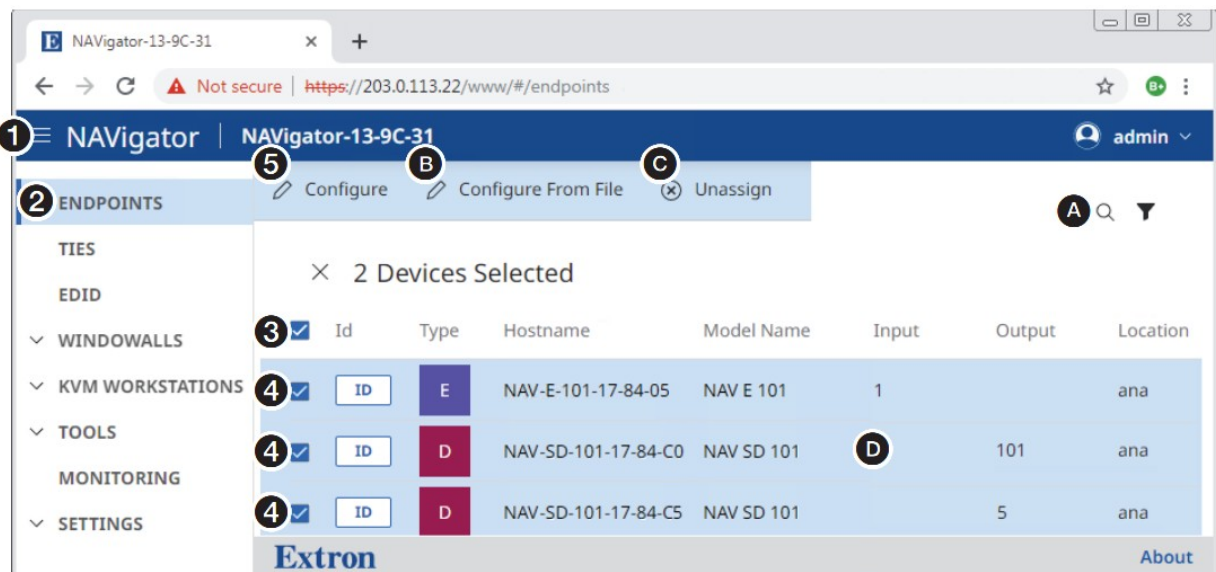 NAVigator-13-9C-31
Not secure https://203.0.113.22/www/#/endpoints B+
1 NAVigator NAVigator-13-9C-31 admin
5 B C
Configure Configure From File Unassign
2 ENDPOINTS
A
TIES
2 Devices Selected
EDID
3 Id Type Hostname Model Name Input Output Location
WINDOWALLS
4 ID E NAV-E-101-17-84-05 NAV E 101 1 ana
KVM WORKSTATIONS
TOOLS
4 ID D NAV-SD-101-17-84-C0 NAV SD 101 D 101 ana
MONITORING
4 ID D NAV-SD-101-17-84-C5 NAV SD 101 5 ana
SETTINGS
Extron About